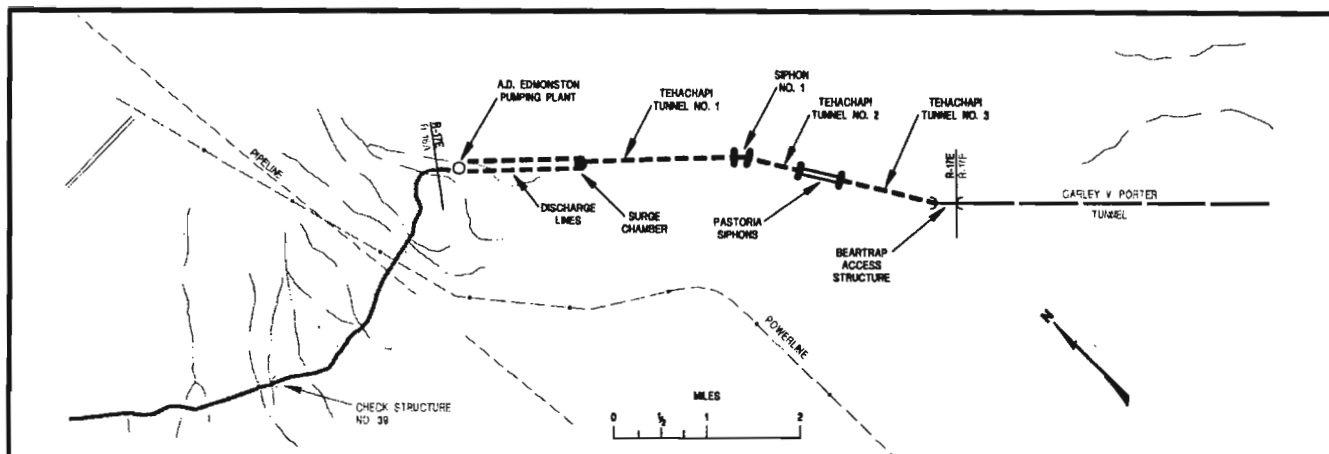 A.D. EDMONSTON
PUMPING PLANT
TEHACHAPI
TUNNEL NO. 1
SIPHON
NO. 1
TEHACHAPI
TUNNEL NO. 2
TEHACHAPI
TUNNEL NO. 3
R-17E
PIPELINE
DISCHARGE
LINES
SURGE
CHAMBER
PASTORIA
SIPHONS
BEARTRAP
ACCESS
STRUCTURE
R-17E
R-17F
CARLEY V. PORTER
TUNNEL
POWERLINE
N
CHECK STRUCTURE
NO 39
MILES
0 ½ 1 2